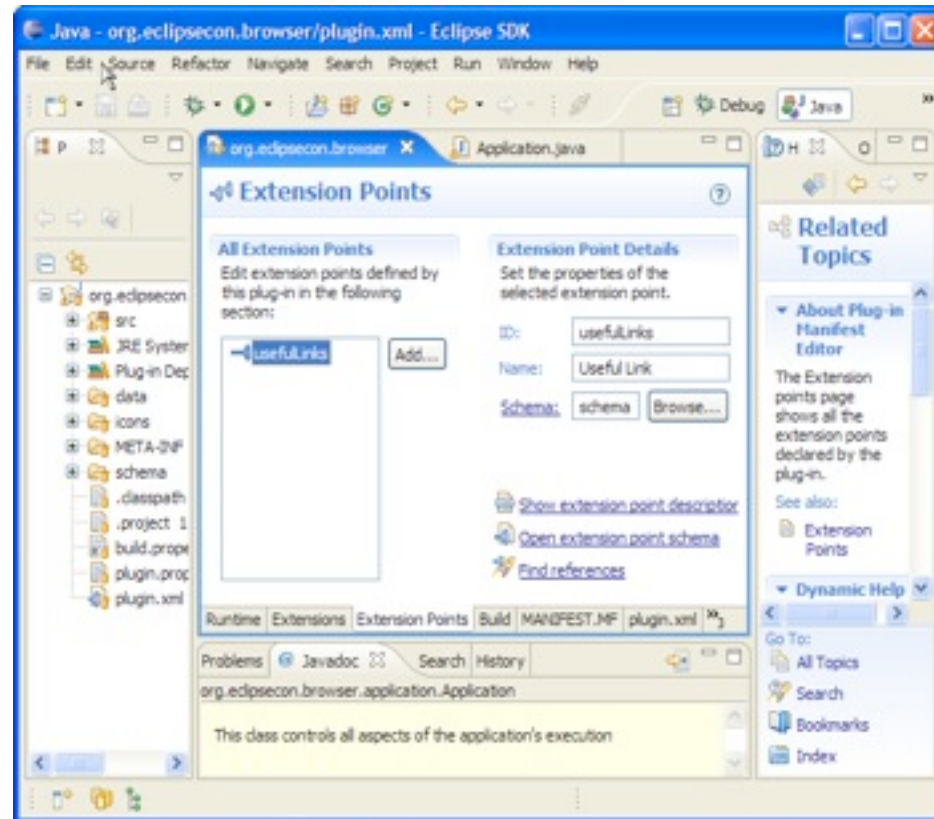 Java - org.eclipsecon.browser/plugin.xml - Eclipse SDK
File Edit Source Refactor Navigate Search Project Run Window Help
Debug Java
P
org.eclipsecon.browser
Application.java
H
O
Extension Points
All Extension Points
Edit extension points defined by
this plug-in in the following
section:
usefulLinks
Add...
Extension Point Details
Set the properties of the
selected extension point.
ID: usefulLinks
Name: Useful Link
Schema: schema Browse...
Show extension point description
Open extension point schema
Find references
Runtime Extensions Extension Points Build MANIFEST.MF plugin.xml
org.eclipsecon
src
JRE System
Plug-in Dep
data
icons
META-INF
schema
.classpath
.project 1
build.prope
plugin.prop
plugin.xml
Related
Topics
About Plug-in
Manifest
Editor
The Extension
points page
shows all the
extension points
declared by the
plug-in.
See also:
Extension
Points
Dynamic Help
Go To:
All Topics
Search
Bookmarks
Index
Problems Javadoc Search History
org.eclipsecon.browser.application.Application
This class controls all aspects of the application's execution